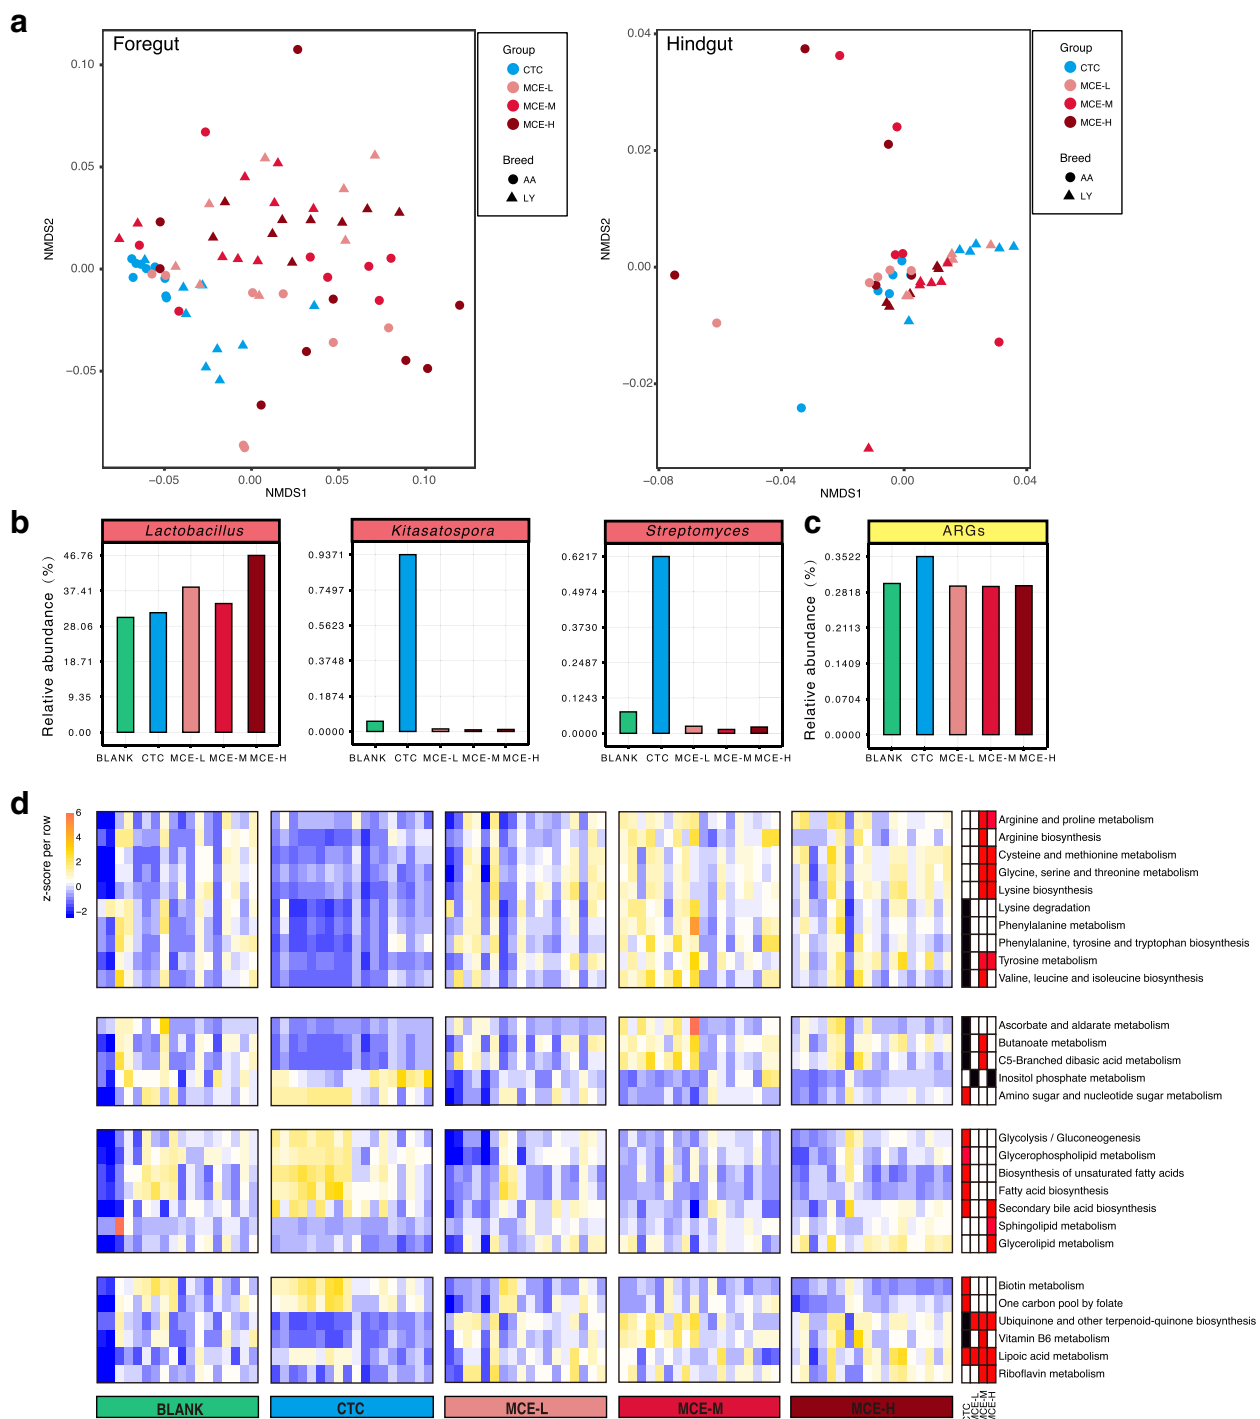 a
Foregut
0.10
0.05
0.00
−0.05
NMDS2
−0.05
0.00
0.05
0.10
NMDS1
Group
CTC
MCE-L
MCE-M
MCE-H
Breed
AA
LY
Hindgut
0.04
0.02
0.00
−0.02
NMDS2
−0.08
−0.04
0.00
0.04
NMDS1
Group
CTC
MCE-L
MCE-M
MCE-H
Breed
AA
LY
b
Lactobacillus
Relative abundance (%)
46.76
37.41
28.06
18.71
9.35
0.00
BLANK CTC MCE-L MCE-M MCE-H
Kitasatospora
0.9371
0.7497
0.5623
0.3748
0.1874
0.0000
BLANK CTC MCE-L MCE-M MCE-H
Streptomyces
0.6217
0.4974
0.3730
0.2487
0.1243
0.0000
BLANK CTC MCE-L MCE-M MCE-H
c
ARGs
Relative abundance (%)
0.3522
0.2818
0.2113
0.1409
0.0704
0.0000
BLANK CTC MCE-L MCE-M MCE-H
d
z-score per row
6
4
2
0
−2
Arginine and proline metabolism
Arginine biosynthesis
Cysteine and methionine metabolism
Glycine, serine and threonine metabolism
Lysine biosynthesis
Lysine degradation
Phenylalanine metabolism
Phenylalanine, tyrosine and tryptophan biosynthesis
Tyrosine metabolism
Valine, leucine and isoleucine biosynthesis
Ascorbate and aldarate metabolism
Butanoate metabolism
C5-Branched dibasic acid metabolism
Inositol phosphate metabolism
Amino sugar and nucleotide sugar metabolism
Glycolysis / Gluconeogenesis
Glycerophospholipid metabolism
Biosynthesis of unsaturated fatty acids
Fatty acid biosynthesis
Secondary bile acid biosynthesis
Sphingolipid metabolism
Glycerolipid metabolism
Biotin metabolism
One carbon pool by folate
Ubiquinone and other terpenoid-quinone biosynthesis
Vitamin B6 metabolism
Lipoic acid metabolism
Riboflavin metabolism
BLANK
CTC
MCE-L
MCE-M
MCE-H
CTC
MCE-L
MCE-M
MCE-H